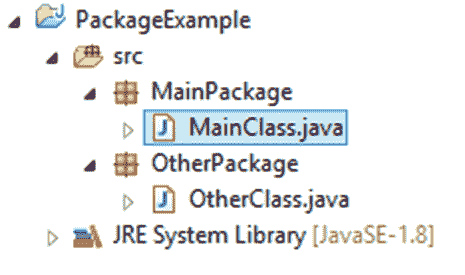 PackageExample
src
MainPackage
MainClass.java
OtherPackage
OtherClass.java
JRE System Library [JavaSE-1.8]